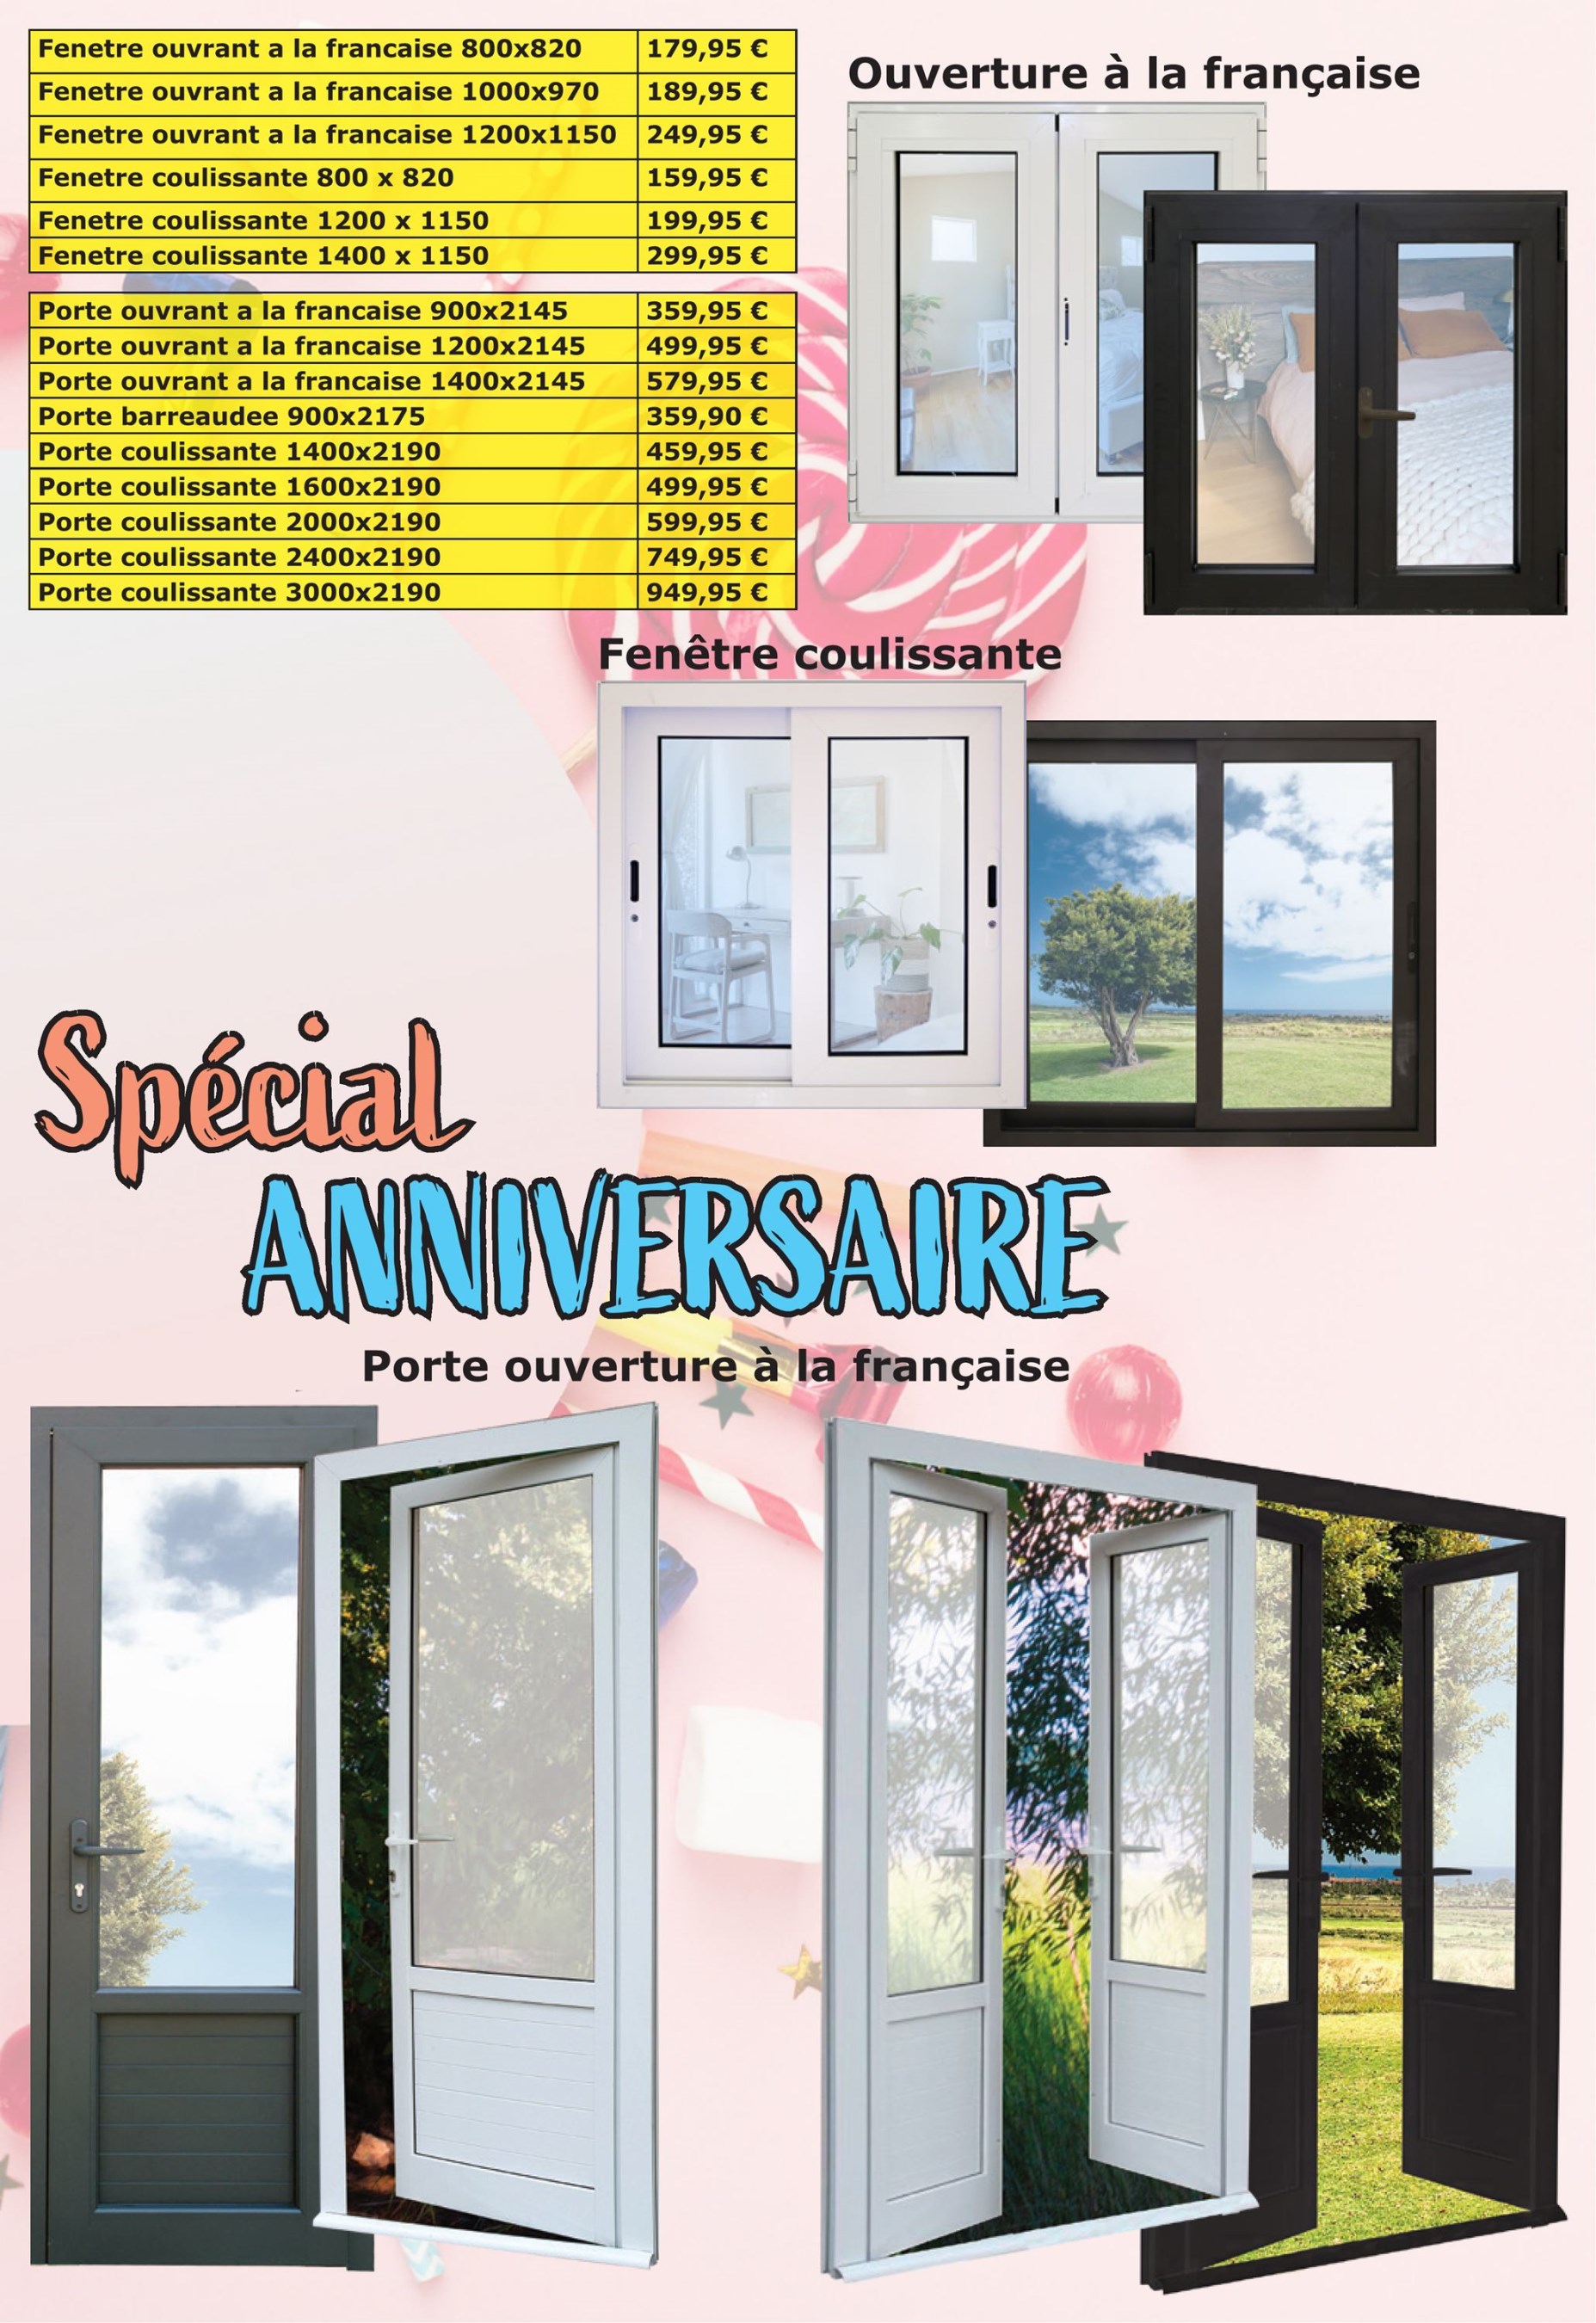 Fenetre ouvrant a la francaise 800x820 179,95 €
Fenetre ouvrant a la francaise 1000x970 189,95 €
Fenetre ouvrant a la francaise 1200x1150 249,95 €
Fenetre coulissante 800 x 820 159,95 €
Fenetre coulissante 1200 x 1150 199,95 €
Fenetre coulissante 1400 x 1150 299,95 €
Porte ouvrant a la francaise 900x2145 359,95 €
Porte ouvrant a la francaise 1200x2145 499,95 €
Porte ouvrant a la francaise 1400x2145 579,95 €
Porte barreaudee 900x2175 359,90 €
Porte coulissante 1400x2190 459,95 €
Porte coulissante 1600x2190 499,95 €
Porte coulissante 2000x2190 599,95 €
Porte coulissante 2400x2190 749,95 €
Porte coulissante 3000x2190 949,95 €
Ouverture à la française
Fenêtre coulissante
Spécial
ANNIVERSAIRE
Porte ouverture à la française